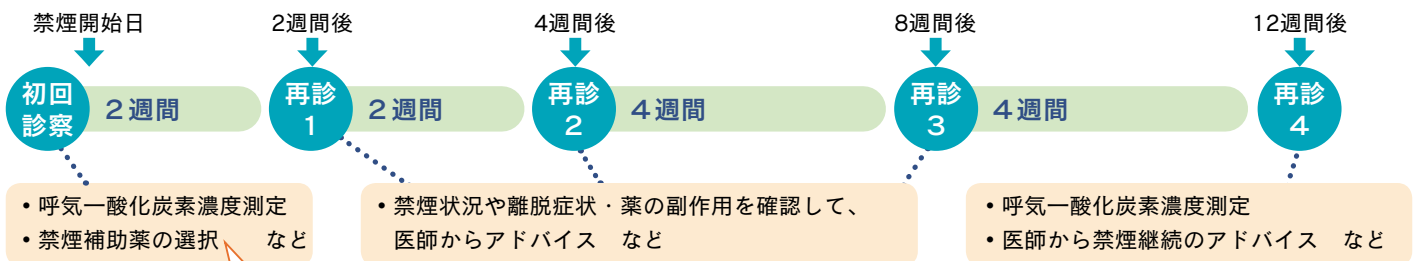 禁煙開始日
2週間後
4週間後
8週間後
12週間後
初回
診察
2週間
再診
1
2週間
再診
2
4週間
再診
3
4週間
再診
4
•呼気一酸化炭素濃度測定
•禁煙補助薬の選択　など
•禁煙状況や離脱症状・薬の副作用を確認して、
医師からアドバイス　など
•呼気一酸化炭素濃度測定
•医師から禁煙継続のアドバイス　など